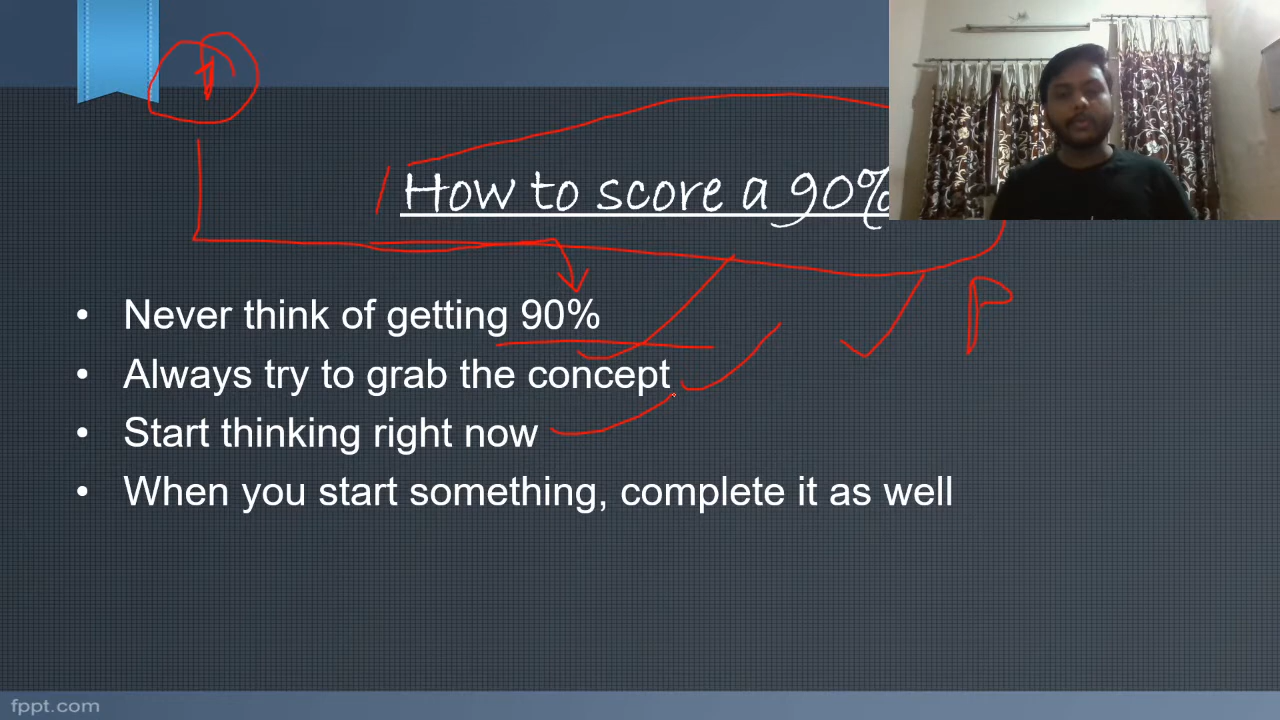 How to score a 90%
• Never think of getting 90%
• Always try to grab the concept
• Start thinking right now
• When you start something, complete it as well
P
fppt.com